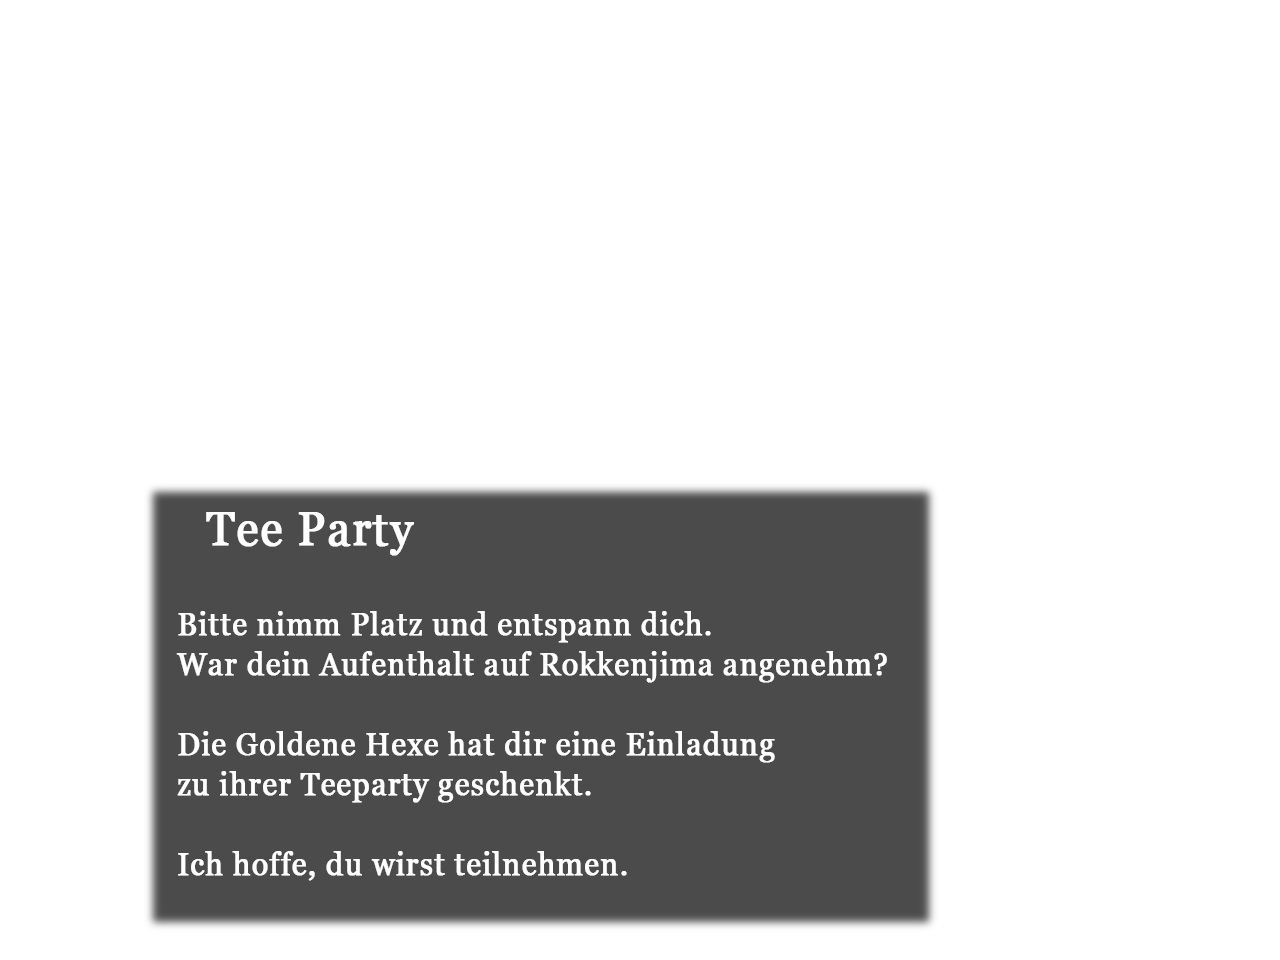 Tee Party
Bitte nimm Platz und entspann dich.
War dein Aufenthalt auf Rokkenjima angenehm?
Die Goldene Hexe hat dir eine Einladung
zu ihrer Teeparty geschenkt.
Ich hoffe, du wirst teilnehmen.